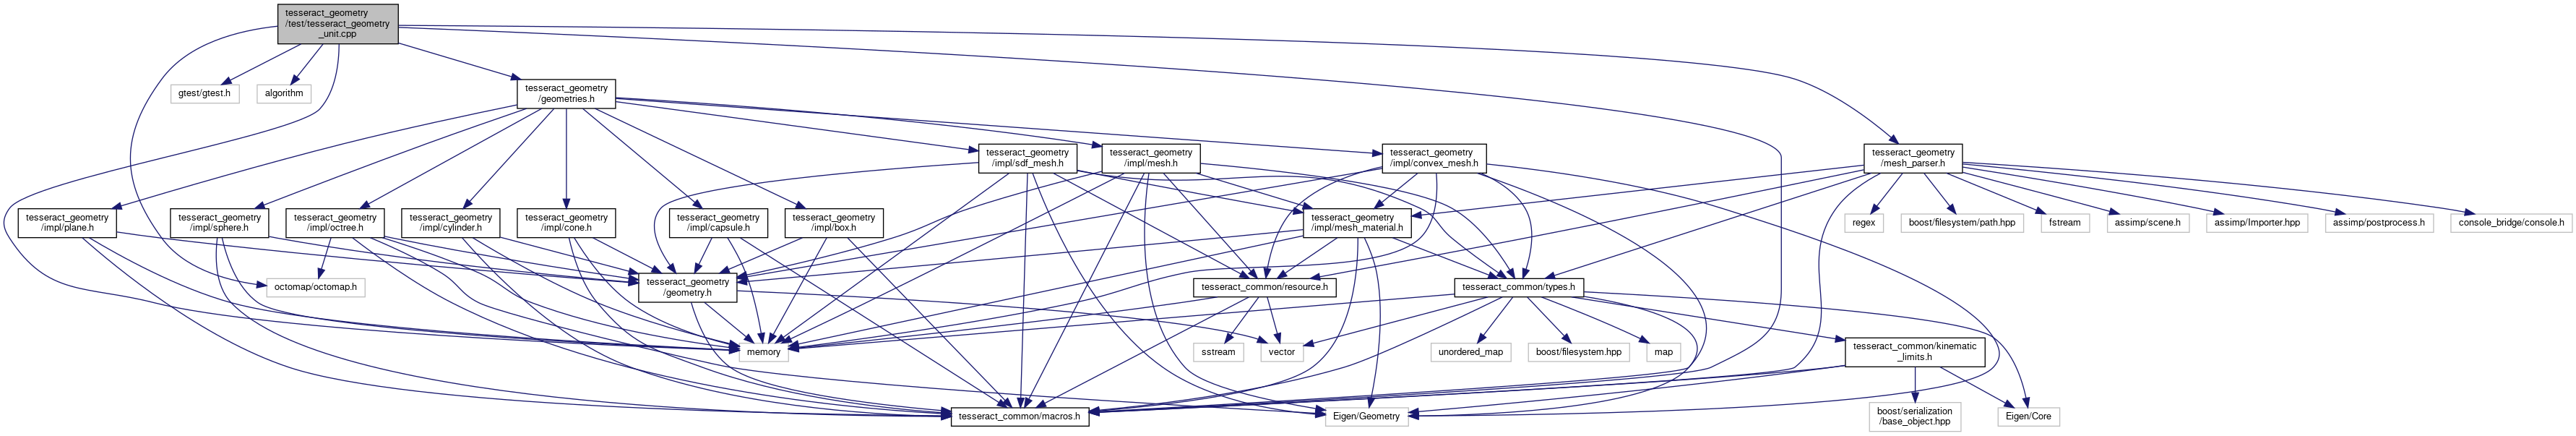 tesseract_geometry
/test/tesseract_geometry
_unit.cpp
gtest/gtest.h
algorithm
tesseract_geometry
/geometries.h
tesseract_geometry
/impl/sdf_mesh.h
tesseract_geometry
/impl/mesh.h
tesseract_geometry
/impl/convex_mesh.h
tesseract_geometry
/mesh_parser.h
tesseract_geometry
/impl/plane.h
tesseract_geometry
/impl/sphere.h
tesseract_geometry
/impl/octree.h
tesseract_geometry
/impl/cylinder.h
tesseract_geometry
/impl/cone.h
tesseract_geometry
/impl/capsule.h
tesseract_geometry
/impl/box.h
tesseract_geometry
/impl/mesh_material.h
regex
boost/filesystem/path.hpp
fstream
assimp/scene.h
assimp/Importer.hpp
assimp/postprocess.h
console_bridge/console.h
octomap/octomap.h
tesseract_geometry
/geometry.h
tesseract_common/resource.h
tesseract_common/types.h
memory
sstream
vector
unordered_map
boost/filesystem.hpp
map
tesseract_common/kinematic
_limits.h
tesseract_common/macros.h
Eigen/Geometry
boost/serialization
/base_object.hpp
Eigen/Core